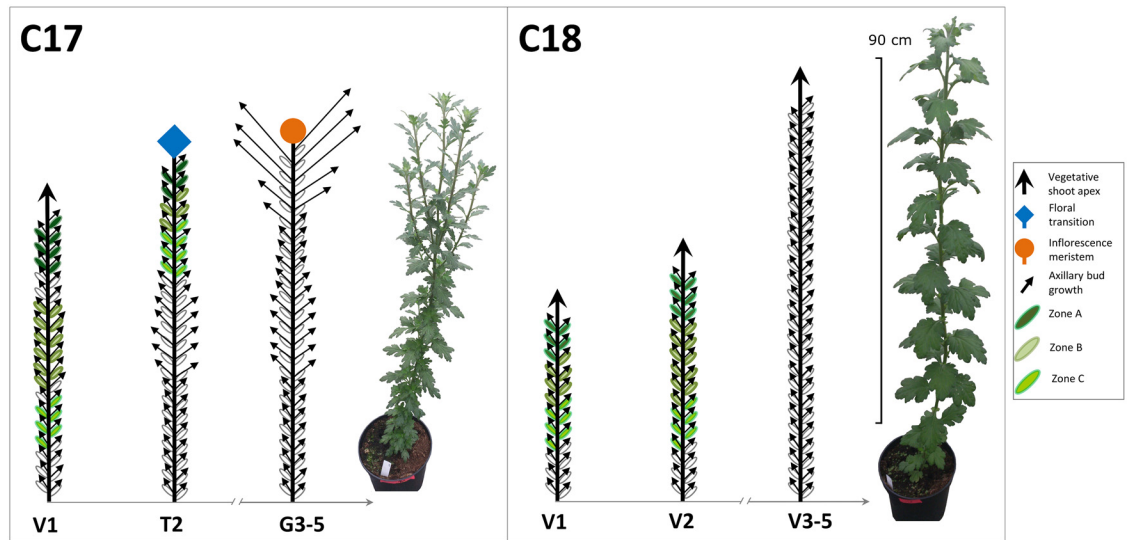 C17
C18
90 cm
Vegetative
shoot apex
Floral
transition
Inflorescence
meristem
Axillary bud
growth
Zone A
Zone B
Zone C
V1
T2
G3-5
V1
V2
V3-5